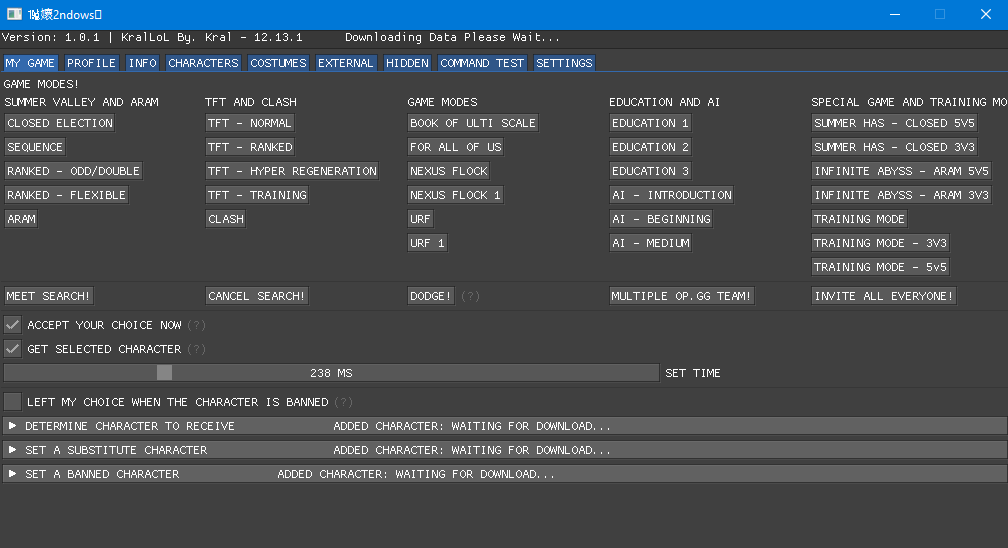 Version: 1.0.1 | KralLoL By. Kral - 12.13.1 Downloading Data Please Wait...
MY GAME PROFILE INFO CHARACTERS COSTUMES EXTERNAL HIDDEN COMMAND TEST SETTINGS
GAME MODES!
SUMMER VALLEY AND ARAM TFT AND CLASH GAME MODES EDUCATION AND AI SPECIAL GAME AND TRAINING MO
CLOSED ELECTION TFT - NORMAL BOOK OF ULTI SCALE EDUCATION 1 SUMMER HAS - CLOSED 5V5
SEQUENCE TFT - RANKED FOR ALL OF US EDUCATION 2 SUMMER HAS - CLOSED 3V3
RANKED - ODD/DOUBLE TFT - HYPER REGENERATION NEXUS FLOCK EDUCATION 3 INFINITE ABYSS - ARAM 5V5
RANKED - FLEXIBLE TFT - TRAINING NEXUS FLOCK 1 AI - INTRODUCTION INFINITE ABYSS - ARAM 3V3
ARAM CLASH URF AI - BEGINNING TRAINING MODE
URF 1 AI - MEDIUM TRAINING MODE - 3V3
TRAINING MODE - 5v5
MEET SEARCH! CANCEL SEARCH! DODGE! (?) MULTIPLE OP.GG TEAM! INVITE ALL EVERYONE!
ACCEPT YOUR CHOICE NOW (?)
GET SELECTED CHARACTER (?)
238 MS SET TIME
LEFT MY CHOICE WHEN THE CHARACTER IS BANNED (?)
DETERMINE CHARACTER TO RECEIVE ADDED CHARACTER: WAITING FOR DOWNLOAD...
SET A SUBSTITUTE CHARACTER ADDED CHARACTER: WAITING FOR DOWNLOAD...
SET A BANNED CHARACTER ADDED CHARACTER: WAITING FOR DOWNLOAD...